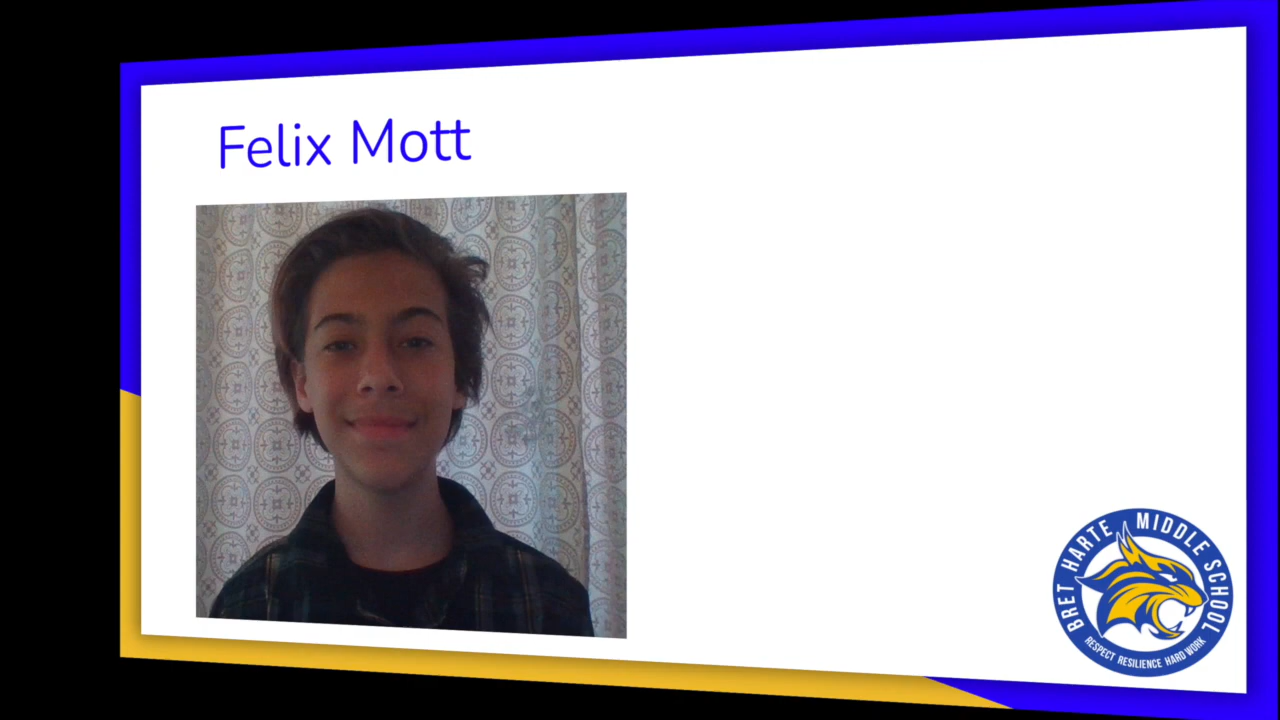 Felix Mott
BRET HARTE MIDDLE SCHOOL
RESPECT RESILIENCE HARD WORK